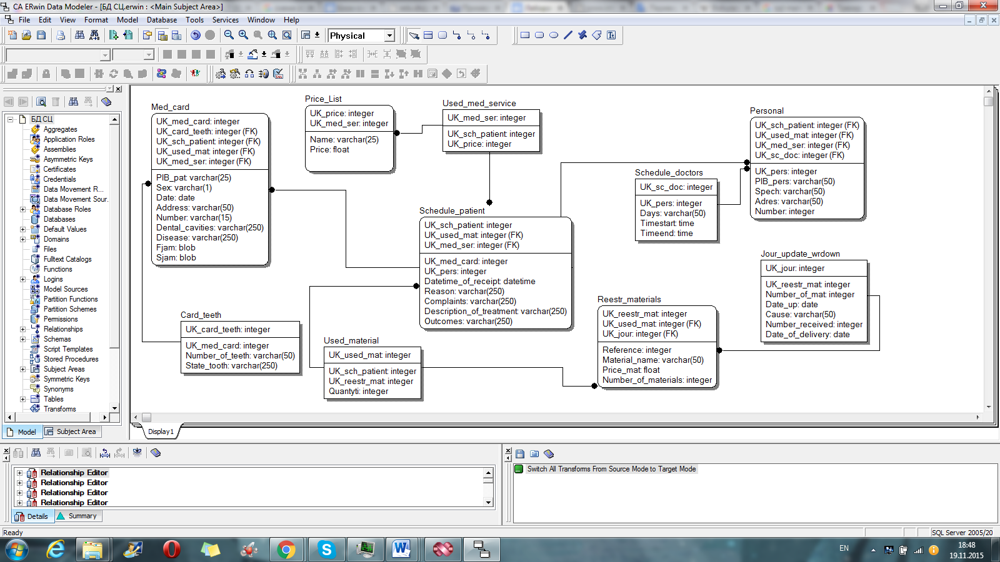 CA ERwin Data Modeler - [БД СЦ.erwin : <Main Subject Area>]
File Edit View Format Model Database Tools Services Window Help
Physical
БД СЦ
Aggregates
Application Roles
Assemblies
Asymmetric Keys
Certificates
Credentials
Data Movement R...
Data Movement Sour.
Database Roles
Databases
Default Values
Domains
Files
Fulltext Catalogs
Functions
Logins
Model Sources
Partition Functions
Partition Schemes
Permissions
Relationships
Schemas
Script Templates
Stored Procedures
Subject Areas
Symmetric Keys
Synonyms
Tables
Transforms
Model Subject Area
Med_card
UK_med_card: integer
UK_card_teeth: integer (FK)
UK_sch_patient: integer (FK)
UK_used_mat: integer (FK)
UK_med_ser: integer (FK)
PIB_pat: varchar(25)
Sex: varchar(1)
Date: date
Address: varchar(50)
Number: varchar(15)
Dental_cavities: varchar(250)
Disease: varchar(250)
Fjam: blob
Sjam: blob
Price_List
UK_price: integer
UK_med_ser: integer
Name: varchar(25)
Price: float
Used_med_service
UK_med_ser: integer
UK_sch_patient: integer
UK_price: integer
Personal
UK_sch_patient: integer (FK)
UK_used_mat: integer (FK)
UK_med_ser: integer (FK)
UK_sc_doc: integer (FK)
UK_pers: integer
PIB_pers: varchar(50)
Spech: varchar(50)
Adres: varchar(50)
Number: integer
Schedule_doctors
UK_sc_doc: integer
UK_pers: integer
Days: varchar(50)
Timestart: time
Timeend: time
Schedule_patient
UK_sch_patient: integer
UK_used_mat: integer (FK)
UK_med_ser: integer (FK)
UK_med_card: integer
UK_pers: integer
Datetime_of_receipt: datetime
Reason: varchar(250)
Complaints: varchar(250)
Description_of_treatment: varchar(250)
Outcomes: varchar(250)
Jour_update_wrdown
UK_jour: integer
UK_reestr_mat: integer
Number_of_mat: integer
Date_up: date
Cause: varchar(50)
Number_received: integer
Date_of_delivery: date
Reestr_materials
UK_reestr_mat: integer
UK_used_mat: integer (FK)
UK_jour: integer (FK)
Reference: integer
Material_name: varchar(50)
Price_mat: float
Number_of_materials: integer
Card_teeth
UK_card_teeth: integer
UK_med_card: integer
Number_of_teeth: varchar(50)
State_tooth: varchar(250)
Used_material
UK_used_mat: integer
UK_sch_patient: integer
UK_reestr_mat: integer
Quantyti: integer
Display1
Relationship Editor
Relationship Editor
Relationship Editor
Relationship Editor
Details Summary
Switch All Transforms From Source Mode to Target Mode
Ready
SQL Server 2005/20
EN
18:48
19.11.2015